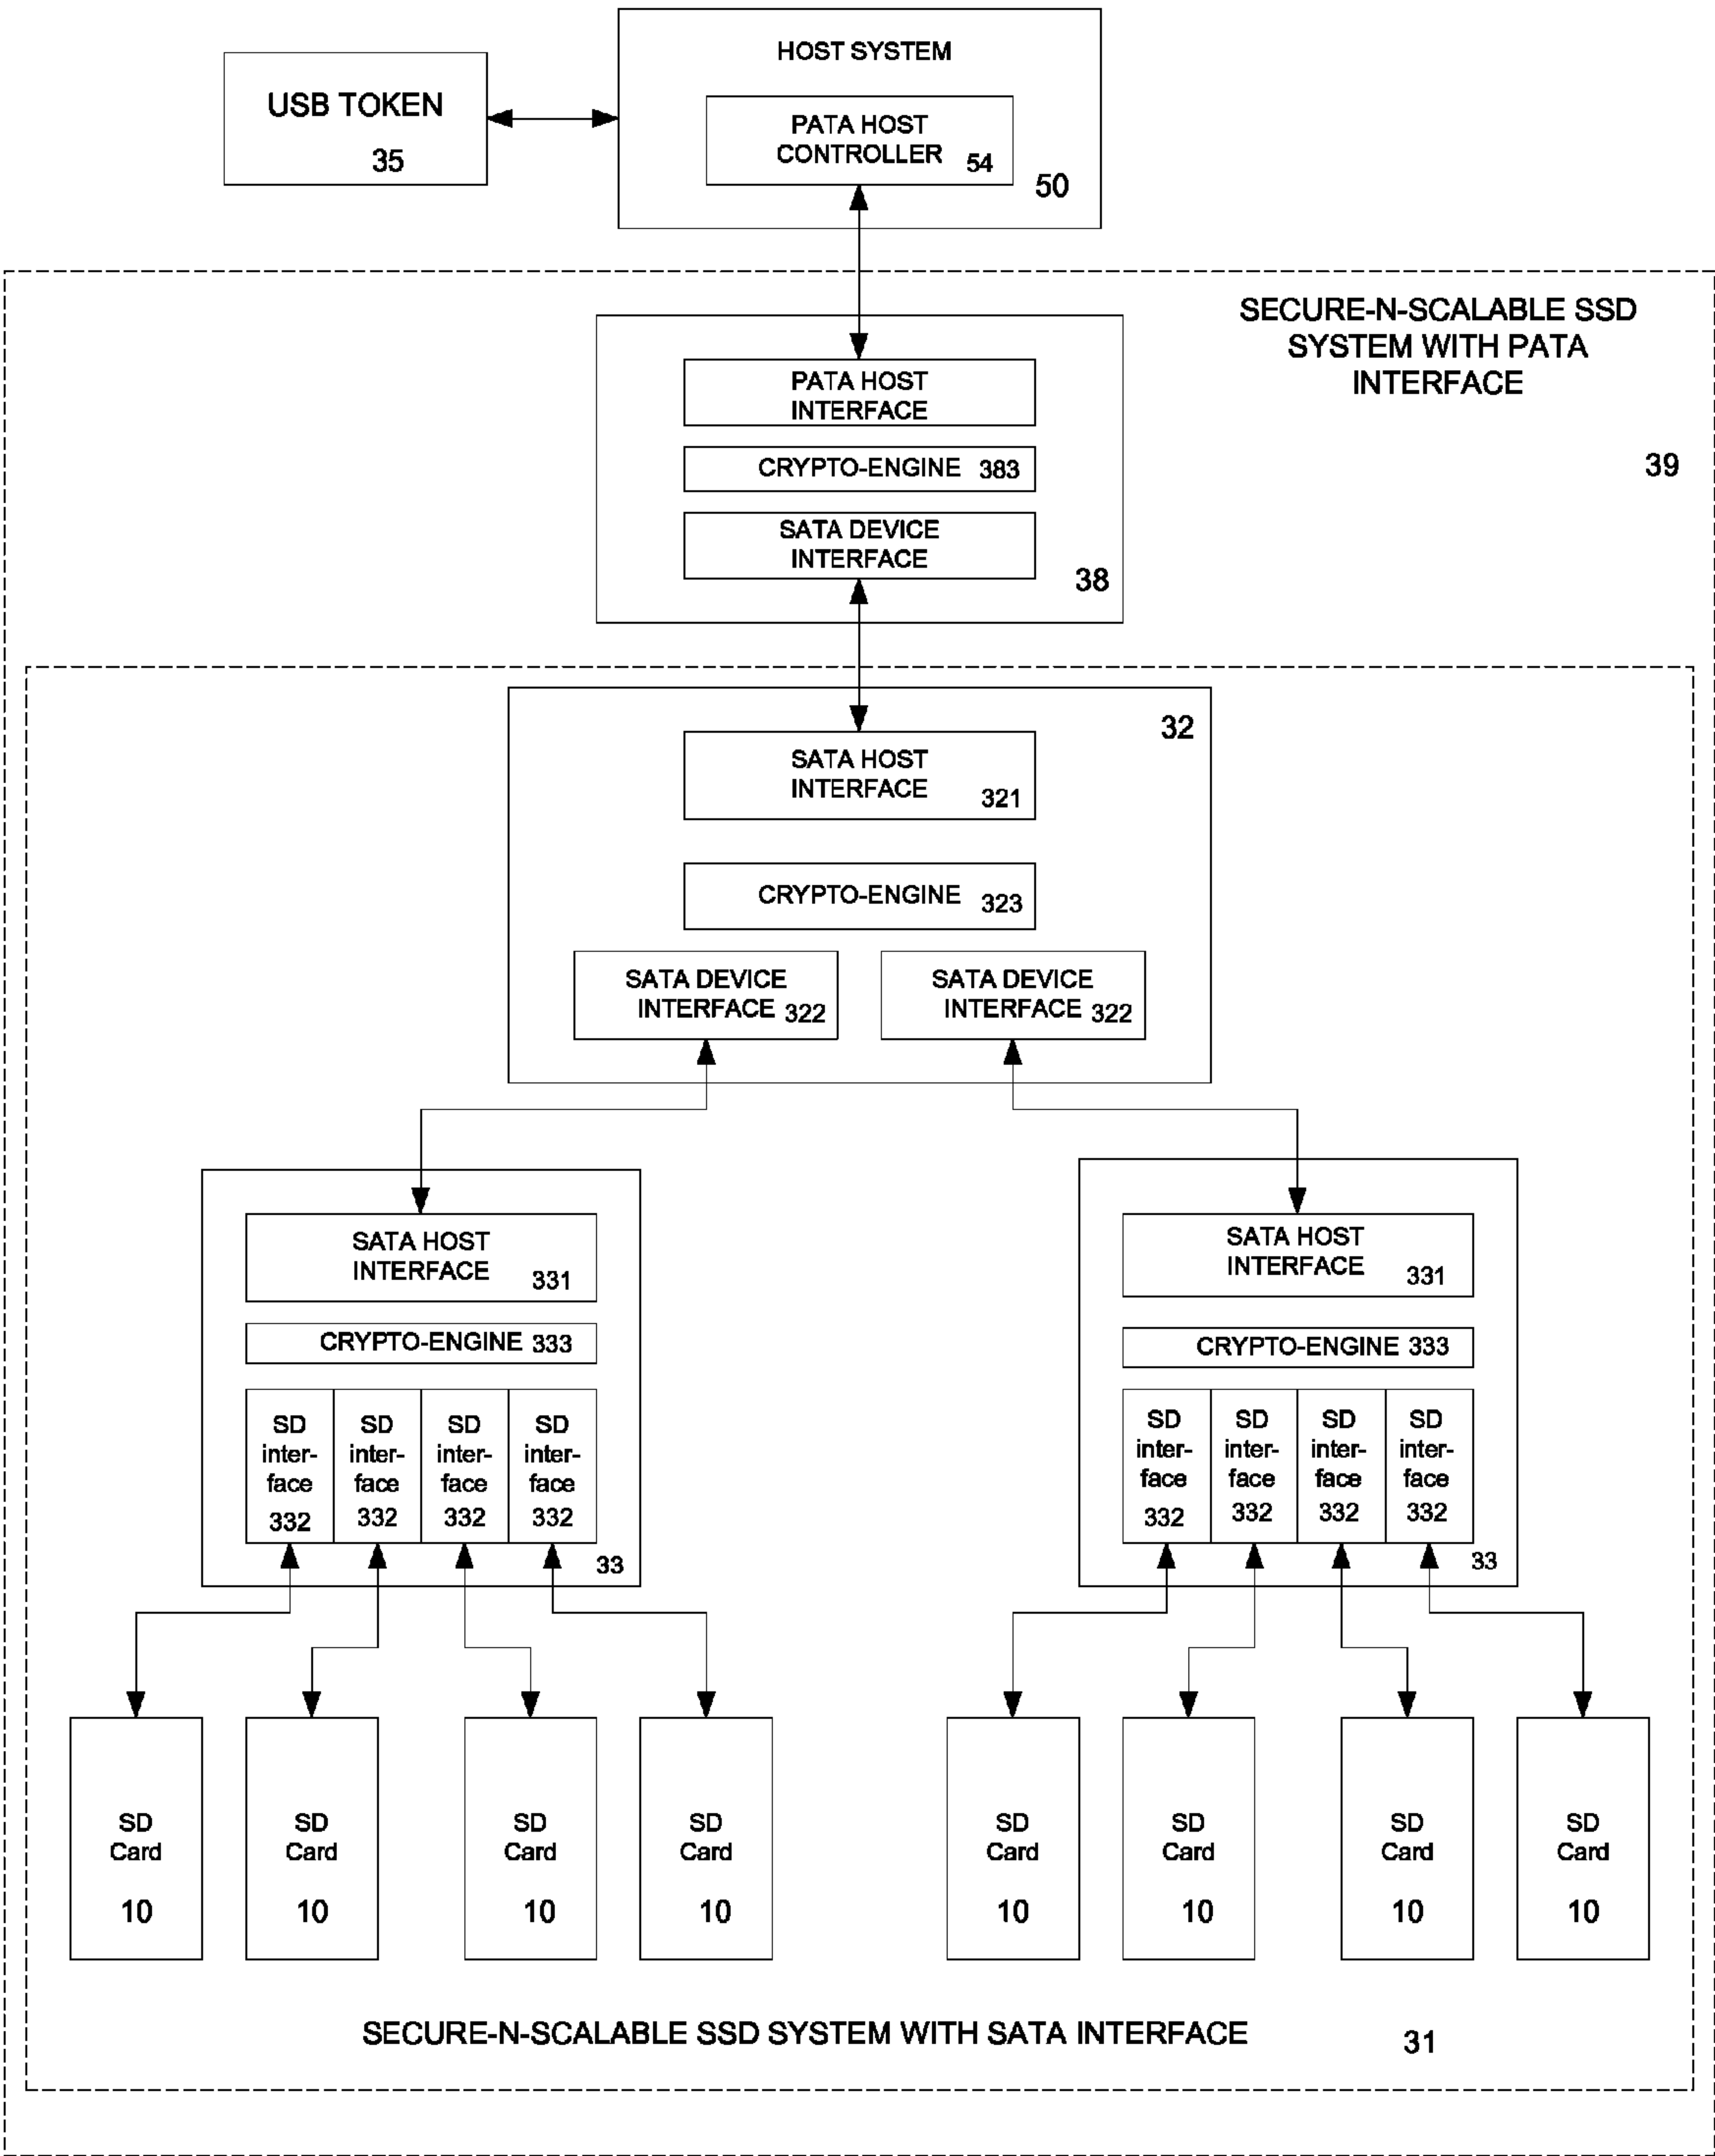 HOST SYSTEM
USB TOKEN
35
PATA HOST
CONTROLLER 54
50
SECURE-N-SCALABLE SSD
SYSTEM WITH PATA
INTERFACE
39
PATA HOST
INTERFACE
CRYPTO-ENGINE 383
SATA DEVICE
INTERFACE
38
32
SATA HOST
INTERFACE 321
CRYPTO-ENGINE 323
SATA DEVICE
INTERFACE 322
SATA DEVICE
INTERFACE 322
SATA HOST
INTERFACE 331
CRYPTO-ENGINE 333
SD
inter-
face
332
SD
inter-
face
332
SD
inter-
face
332
SD
inter-
face
332
33
SATA HOST
INTERFACE 331
CRYPTO-ENGINE 333
SD
inter-
face
332
SD
inter-
face
332
SD
inter-
face
332
SD
inter-
face
332
33
SD
Card
10
SD
Card
10
SD
Card
10
SD
Card
10
SD
Card
10
SD
Card
10
SD
Card
10
SD
Card
10
SECURE-N-SCALABLE SSD SYSTEM WITH SATA INTERFACE 31